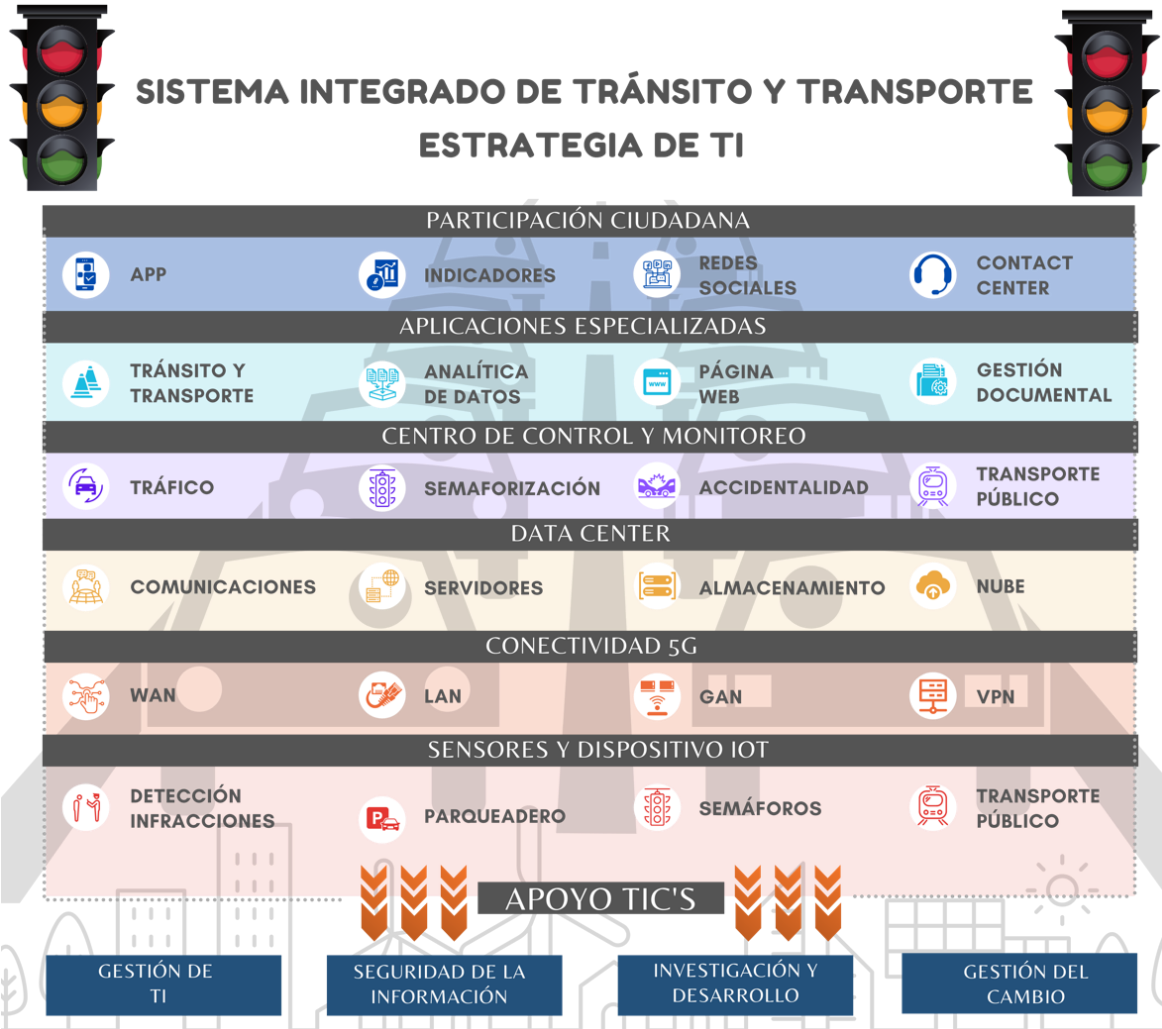 SISTEMA INTEGRADO DE TRÁNSITO Y TRANSPORTE
ESTRATEGIA DE TI
PARTICIPACIÓN CIUDADANA
APP
INDICADORES
REDES
SOCIALES
CONTACT
CENTER
APLICACIONES ESPECIALIZADAS
TRÁNSITO Y
TRANSPORTE
ANALÍTICA
DE DATOS
www
PÁGINA
WEB
GESTIÓN
DOCUMENTAL
CENTRO DE CONTROL Y MONITOREO
TRÁFICO
SEMAFORIZACIÓN
ACCIDENTALIDAD
TRANSPORTE
PÚBLICO
DATA CENTER
COMUNICACIONES
SERVIDORES
ALMACENAMIENTO
NUBE
CONECTIVIDAD 5G
WAN
LAN
GAN
VPN
SENSORES Y DISPOSITIVO IOT
DETECCIÓN
INFRACCIONES
P
PARQUEADERO
SEMÁFOROS
TRANSPORTE
PÚBLICO
APOYO TIC'S
GESTIÓN DE
TI
SEGURIDAD DE LA
INFORMACIÓN
INVESTIGACIÓN Y
DESARROLLO
GESTIÓN DEL
CAMBIO